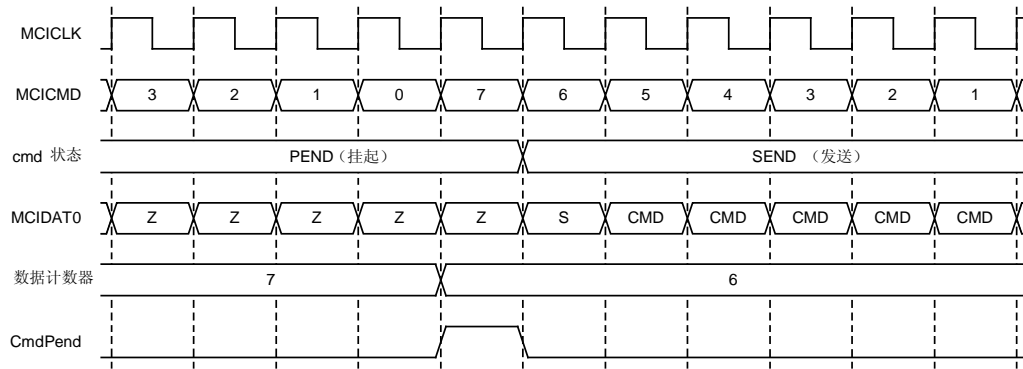 MCICLK
MCICMD 3 2 1 0 7 6 5 4 3 2 1
cmd 状态 PEND（挂起） SEND （发送）
MCIDAT0 Z Z Z Z Z S CMD CMD CMD CMD CMD
数据计数器 7 6
CmdPend